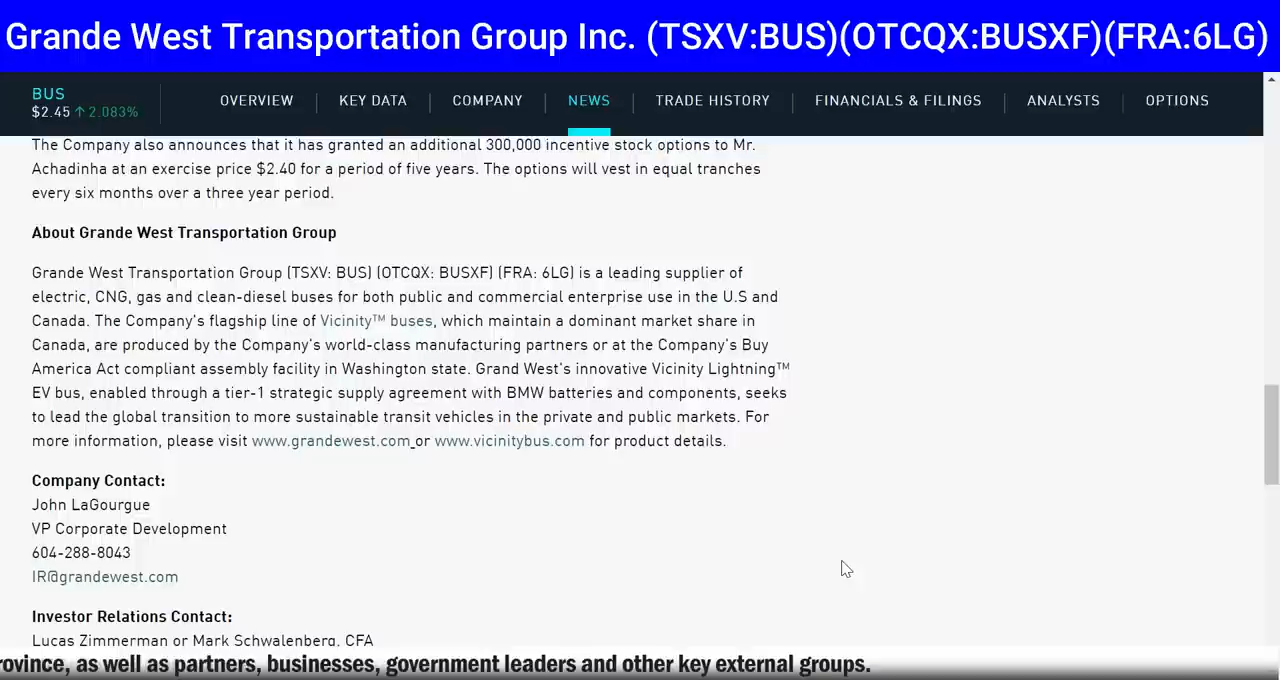 Grande West Transportation Group Inc. (TSXV:BUS)(OTCQX:BUSXF)(FRA:6LG)
BUS
$2.45 ↑ 2.083%
OVERVIEW | KEY DATA | COMPANY | NEWS | TRADE HISTORY | FINANCIALS & FILINGS | ANALYSTS | OPTIONS
The Company also announces that it has granted an additional 300,000 incentive stock options to Mr.
Achadinha at an exercise price $2.40 for a period of five years. The options will vest in equal tranches
every six months over a three year period.
About Grande West Transportation Group
Grande West Transportation Group (TSXV: BUS) (OTCQX: BUSXF) (FRA: 6LG) is a leading supplier of
electric, CNG, gas and clean-diesel buses for both public and commercial enterprise use in the U.S and
Canada. The Company's flagship line of Vicinity™ buses, which maintain a dominant market share in
Canada, are produced by the Company's world-class manufacturing partners or at the Company's Buy
America Act compliant assembly facility in Washington state. Grand West's innovative Vicinity Lightning™
EV bus, enabled through a tier-1 strategic supply agreement with BMW batteries and components, seeks
to lead the global transition to more sustainable transit vehicles in the private and public markets. For
more information, please visit www.grandewest.com or www.vicinitybus.com for product details.
Company Contact:
John LaGourgue
VP Corporate Development
604-288-8043
IR@grandewest.com
Investor Relations Contact:
Lucas Zimmerman or Mark Schwalenberg, CFA
rovince, as well as partners, businesses, government leaders and other key external groups.